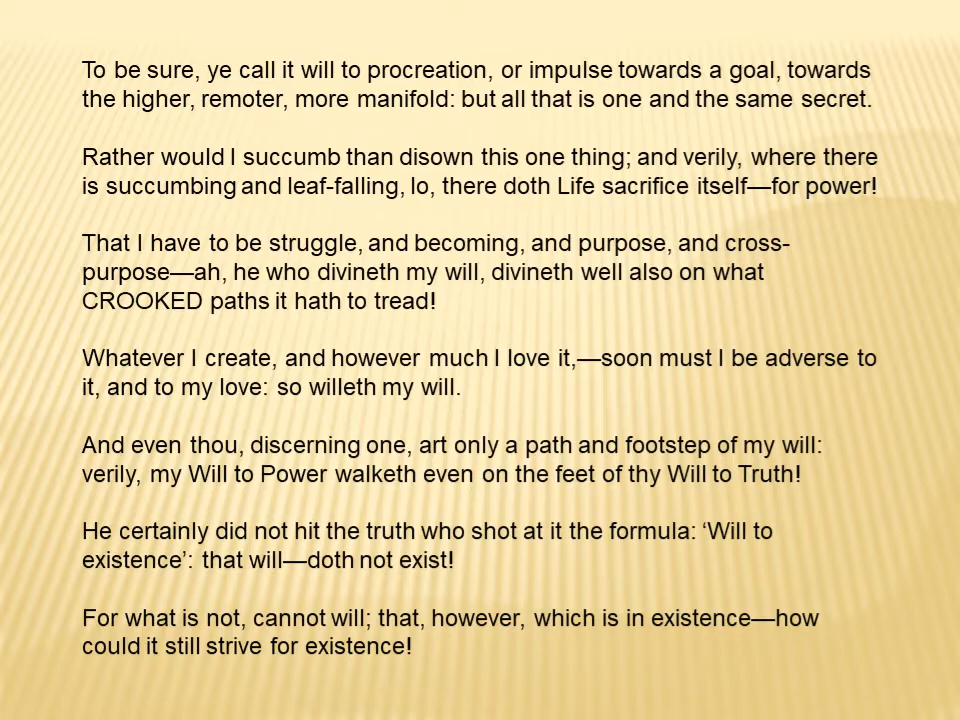 To be sure, ye call it will to procreation, or impulse towards a goal, towards
the higher, remoter, more manifold: but all that is one and the same secret.
Rather would I succumb than disown this one thing; and verily, where there
is succumbing and leaf-falling, lo, there doth Life sacrifice itself—for power!
That I have to be struggle, and becoming, and purpose, and cross-
purpose—ah, he who divineth my will, divineth well also on what
CROOKED paths it hath to tread!
Whatever I create, and however much I love it,—soon must I be adverse to
it, and to my love: so willeth my will.
And even thou, discerning one, art only a path and footstep of my will:
verily, my Will to Power walketh even on the feet of thy Will to Truth!
He certainly did not hit the truth who shot at it the formula: ‘Will to
existence’: that will—doth not exist!
For what is not, cannot will; that, however, which is in existence—how
could it still strive for existence!